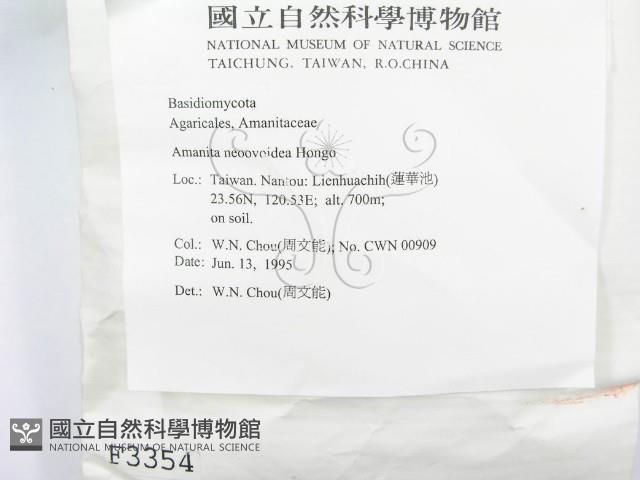 國立自然科學博物館
NATIONAL MUSEUM OF NATURAL SCIENCE
TAICHUNG, TAIWAN, R.O.CHINA
Basidiomycota
Agaricales, Amanitaceae
Amanita neoovoidea Hongo
Loc.: Taiwan. Nantou: Lienhuachih(蓮華池)
23.56N, 120.53E; alt. 700m;
on soil.
Col.: W.N. Chou(周文能); No. CWN 00909
Date: Jun. 13, 1995
Det.: W.N. Chou(周文能)
國立自然科學博物館
NATIONAL MUSEUM OF NATURAL SCIENCE
F3354